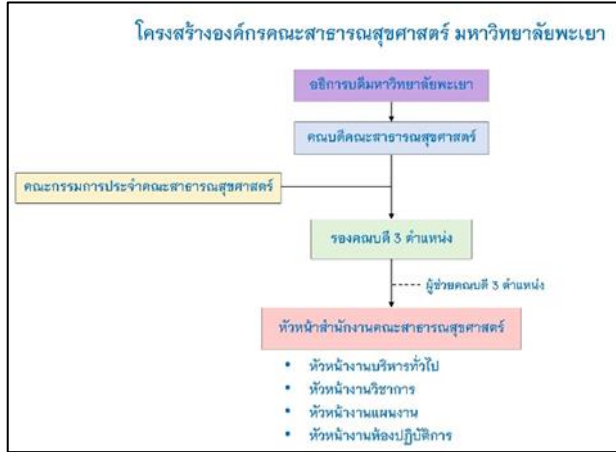 โครงสร้างองค์กรคณะสาธารณสุขศาสตร์ มหาวิทยาลัยพะเยา
อธิการบดีมหาวิทยาลัยพะเยา
คณบดีคณะสาธารณสุขศาสตร์
คณะกรรมการประจำคณะสาธารณสุขศาสตร์
รองคณบดี 3 ตำแหน่ง
ผู้ช่วยคณบดี 3 ตำแหน่ง
หัวหน้าสำนักงานคณะสาธารณสุขศาสตร์
• หัวหน้างานบริหารทั่วไป
• หัวหน้างานวิชาการ
• หัวหน้างานแผนงาน
• หัวหน้างานห้องปฏิบัติการ